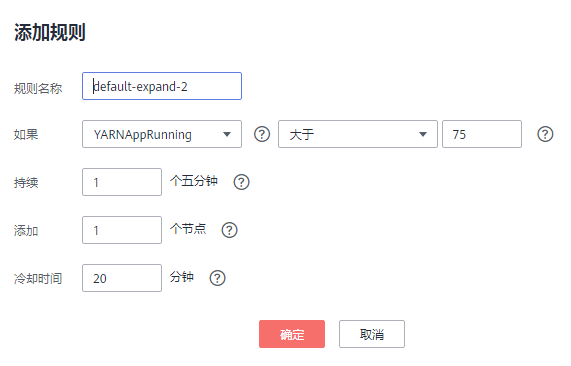 添加规则
规则名称 default-expand-2
如果 YARNAppRunning ? 大于 75 ?
持续 1 个五分钟 ?
添加 1 个节点 ?
冷却时间 20 分钟 ?
确定 取消